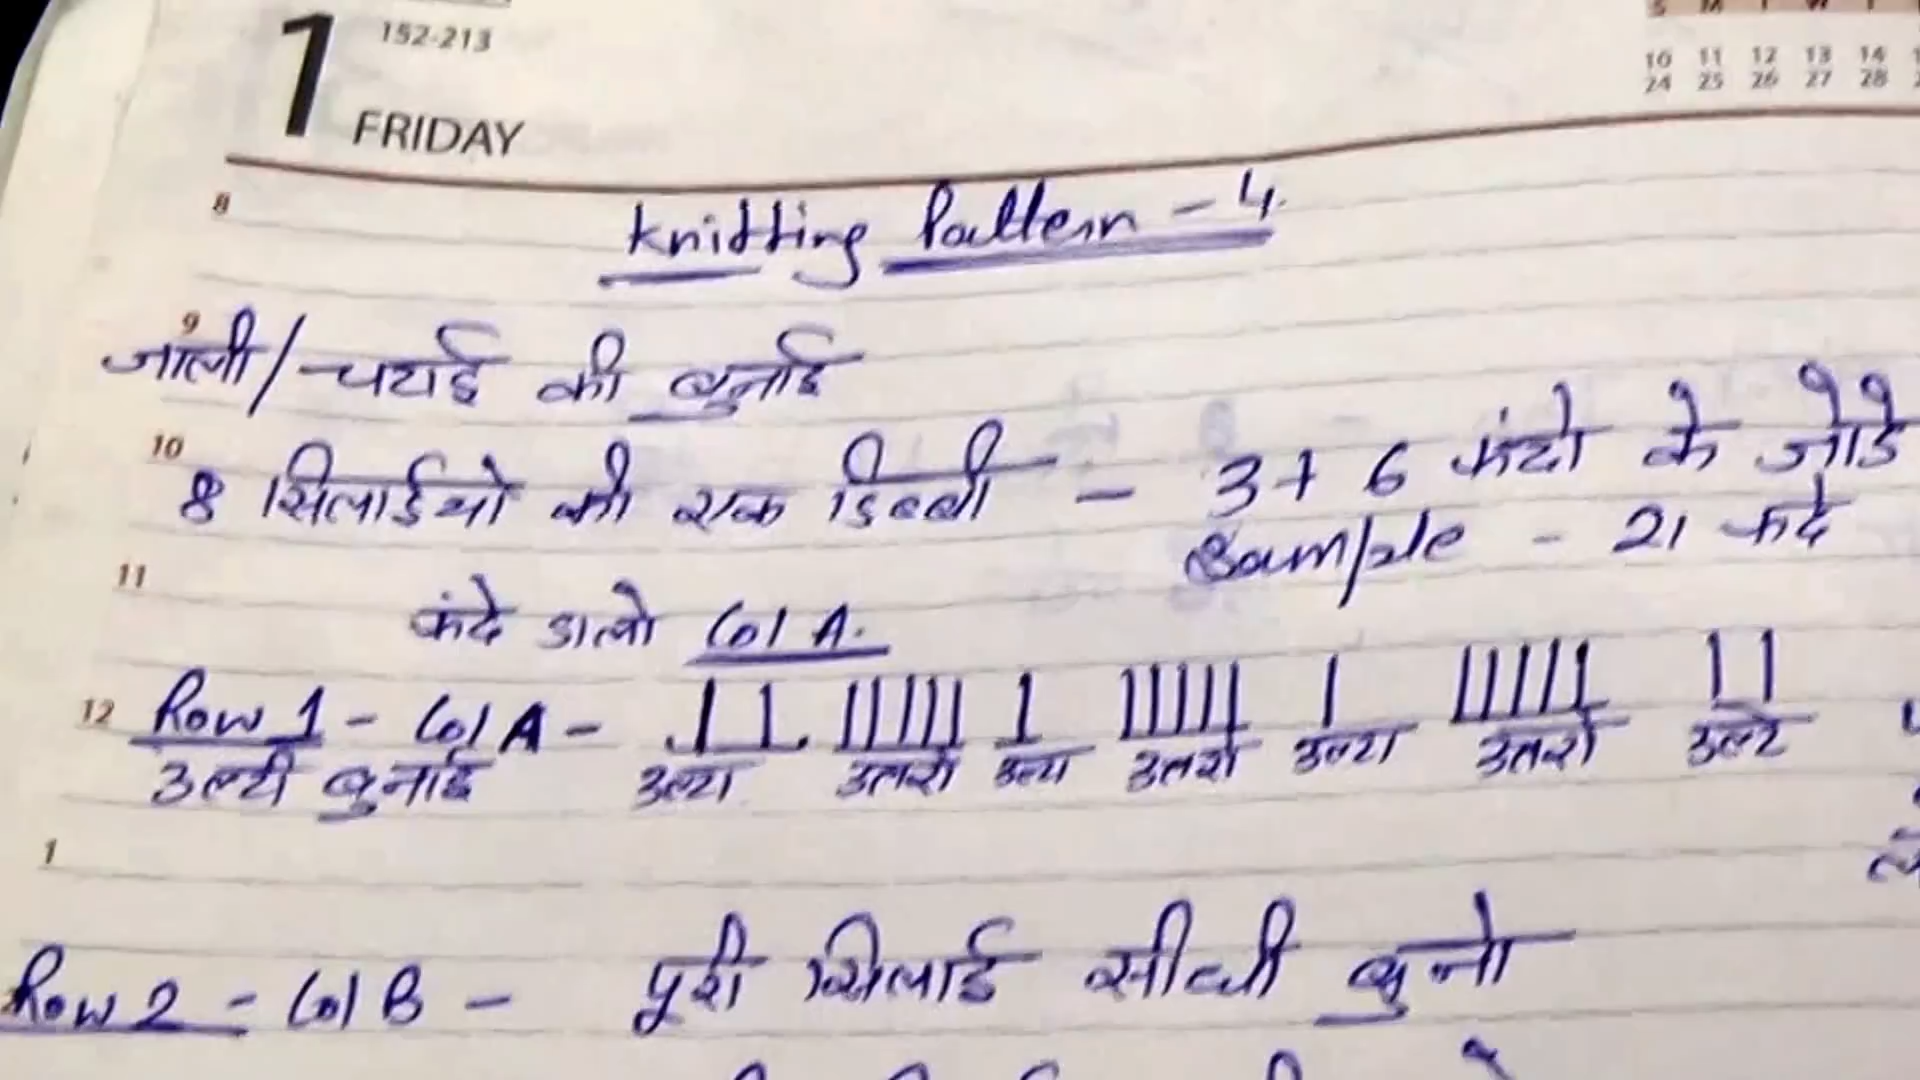 1 152-213
FRIDAY
10 11 12 13 14
24 25 26 27 28
8
Knitting Pattern - 4.
9
जाली/चटाई की बुनाई
10
8 सिलाईयो की एक डिब्बी - 3 + 6 फंदो के जोडे
Sample - 21 फंदे
11
फंदे डालो Col A.
12 Row 1 - Col A - || ||||| | ||||| | ||||| ||
उल्टी बुनाई उल्टा उतारो उल्टा उतारो उल्टा उतारो उल्टे
1
Row 2 - Col B - पूरी सिलाई सीधी बुनो